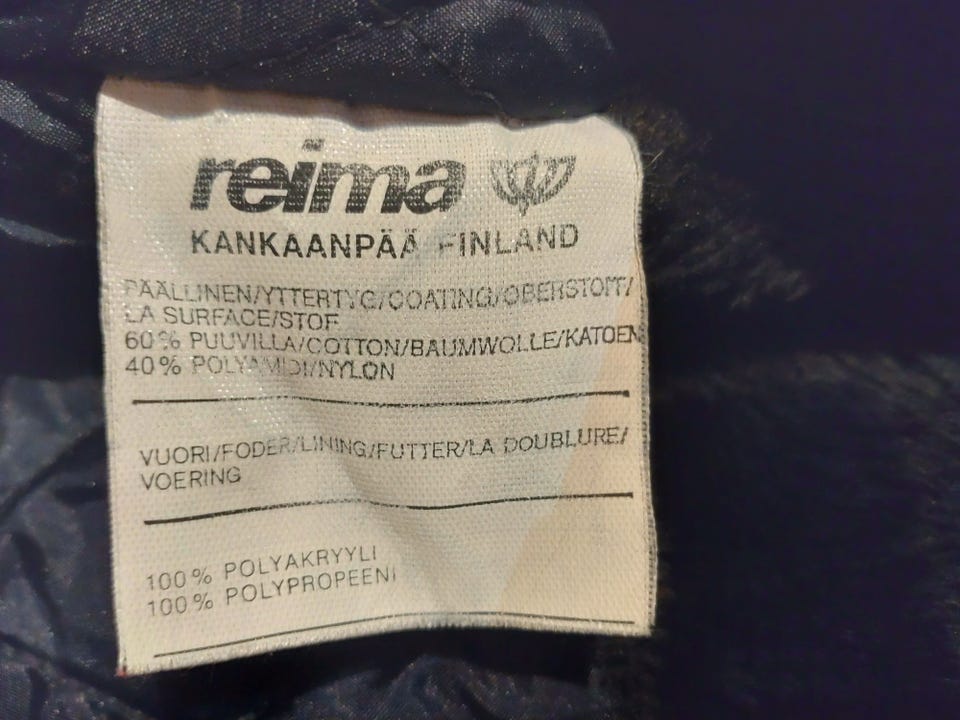 reima
KANKAANPÄÄ FINLAND
PÄÄLLINEN/YTTERTYG/COATING/OBERSTOFF/
LA SURFACE/STOF
60% PUUVILLA/COTTON/BAUMWOLLE/KATOEN
40% POLYAMIDI/NYLON
VUORI/FODER/LINING/FUTTER/LA DOUBLURE/
VOERING
100% POLYAKRYYLI
100% POLYPROPEENI